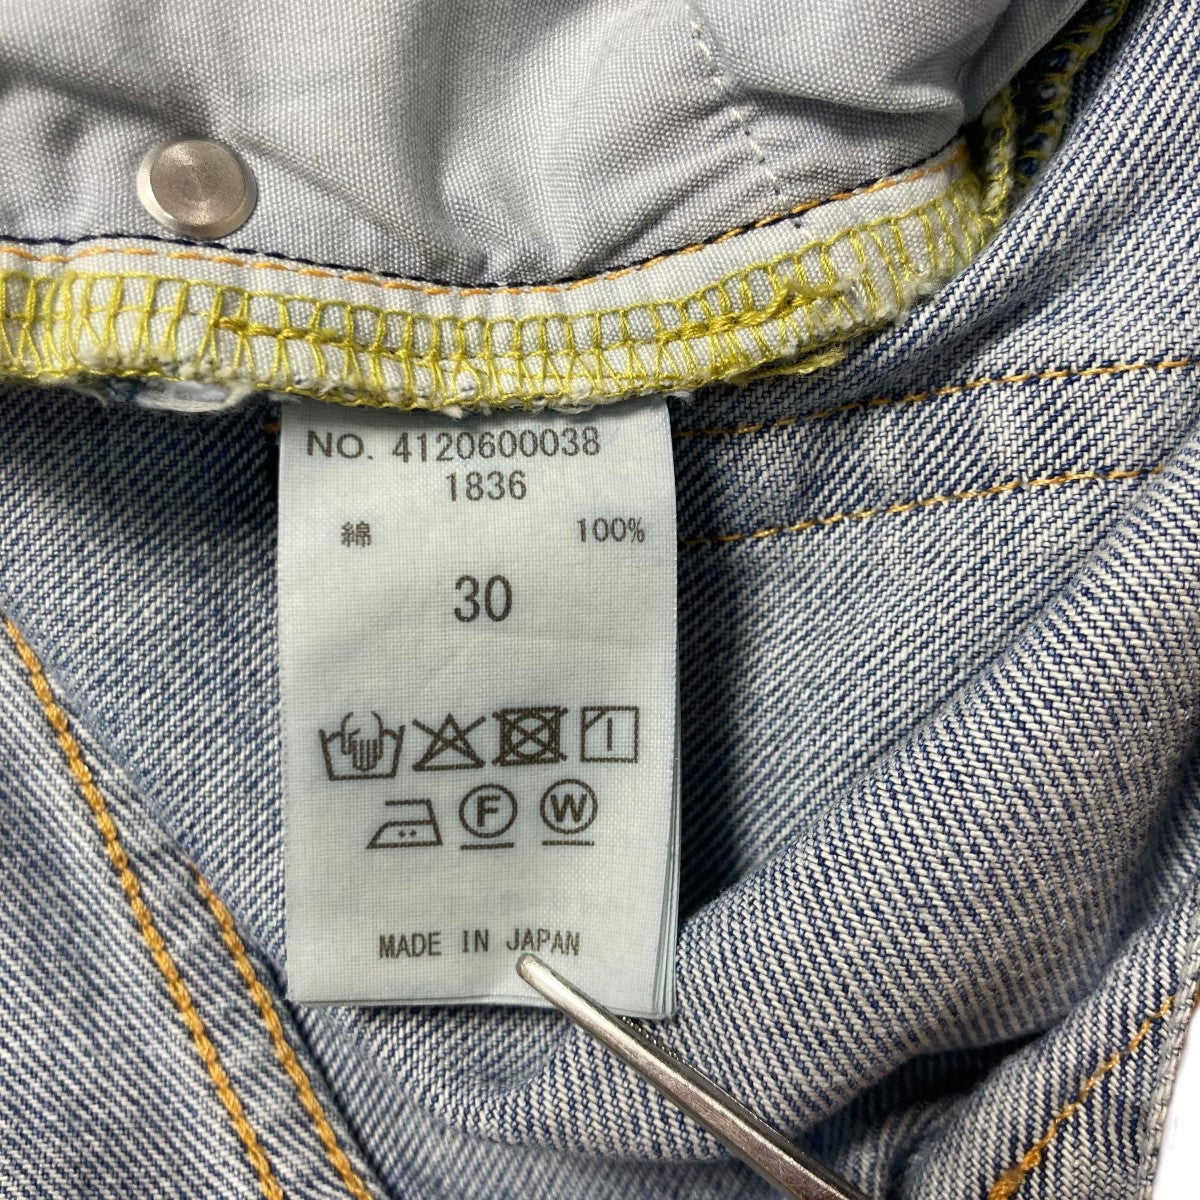 NO. 4120600038
1836
綿 100%
30
F W
MADE IN JAPAN